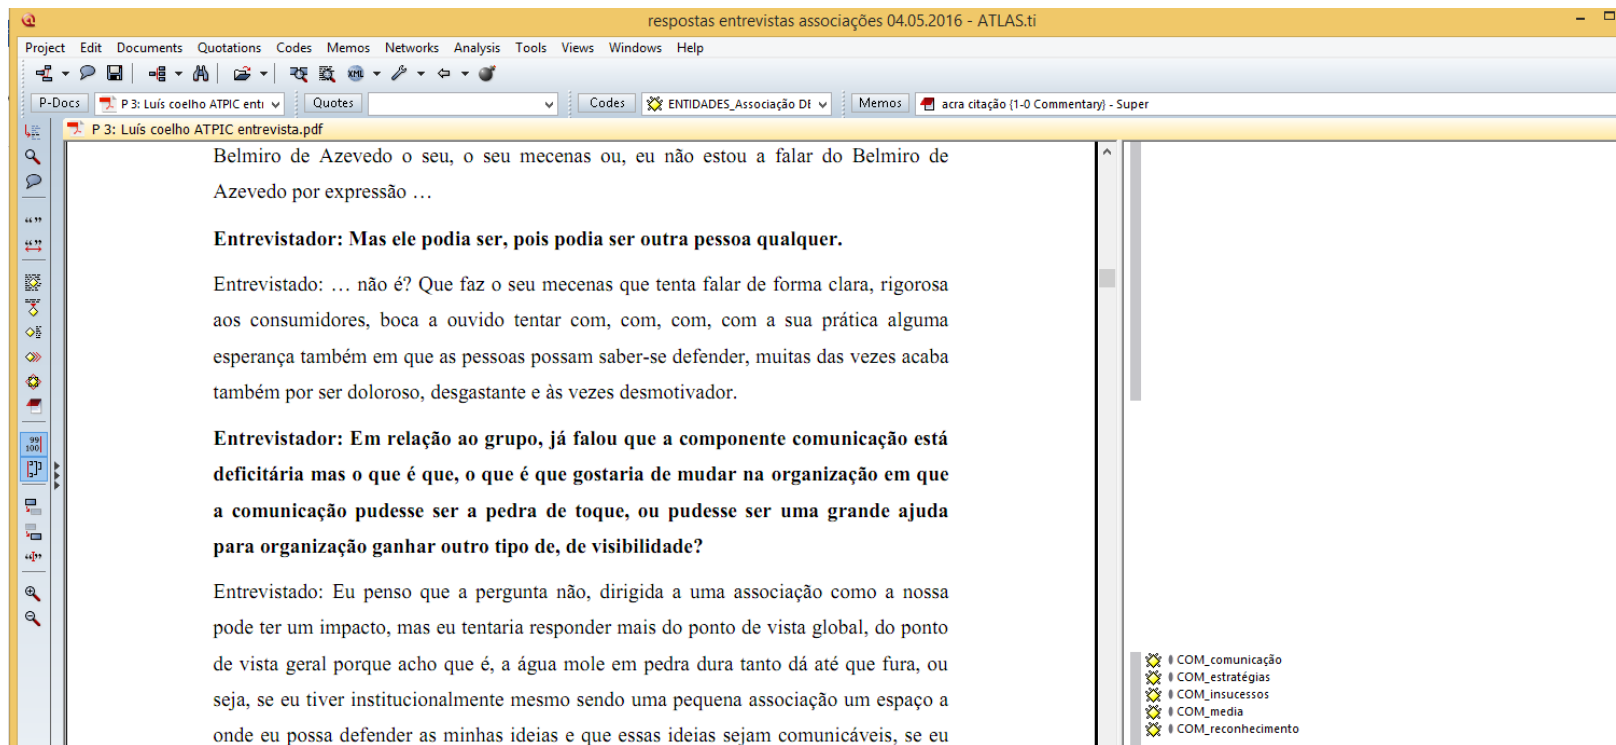 respostas entrevistas associações 04.05.2016 - ATLAS.ti
Project Edit Documents Quotations Codes Memos Networks Analysis Tools Views Windows Help
XML
P-Docs P 3: Luís coelho ATPIC entr Quotes Codes ENTIDADES_Associação DE Memos acra citação {1-0 Commentary} - Super
P 3: Luís coelho ATPIC entrevista.pdf
Belmiro de Azevedo o seu, o seu mecenas ou, eu não estou a falar do Belmiro de
Azevedo por expressão …
Entrevistador: Mas ele podia ser, pois podia ser outra pessoa qualquer.
Entrevistado: … não é? Que faz o seu mecenas que tenta falar de forma clara, rigorosa
aos consumidores, boca a ouvido tentar com, com, com, com a sua prática alguma
esperança também em que as pessoas possam saber-se defender, muitas das vezes acaba
também por ser doloroso, desgastante e às vezes desmotivador.
Entrevistador: Em relação ao grupo, já falou que a componente comunicação está
deficitária mas o que é que, o que é que gostaria de mudar na organização em que
a comunicação pudesse ser a pedra de toque, ou pudesse ser uma grande ajuda
para organização ganhar outro tipo de, de visibilidade?
Entrevistado: Eu penso que a pergunta não, dirigida a uma associação como a nossa
pode ter um impacto, mas eu tentaria responder mais do ponto de vista global, do ponto
de vista geral porque acho que é, a água mole em pedra dura tanto dá até que fura, ou
seja, se eu tiver institucionalmente mesmo sendo uma pequena associação um espaço a
onde eu possa defender as minhas ideias e que essas ideias sejam comunicáveis, se eu
99
100
COM_comunicação
COM_estratégias
COM_insucessos
COM_media
COM_reconhecimento